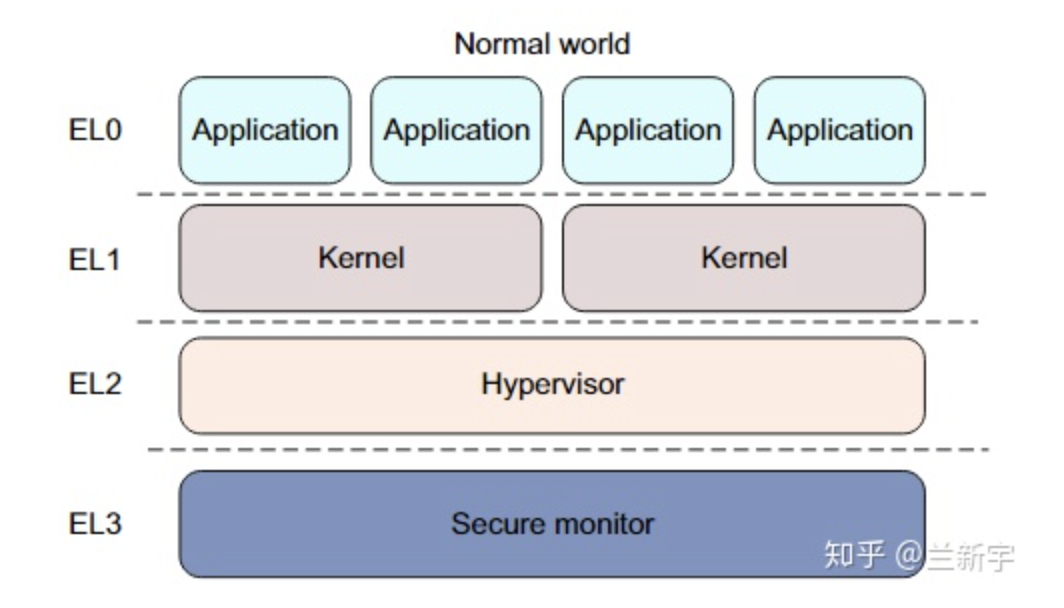 Normal world
EL0 Application Application Application Application
EL1 Kernel Kernel
EL2 Hypervisor
EL3 Secure monitor
知乎 @兰新宇